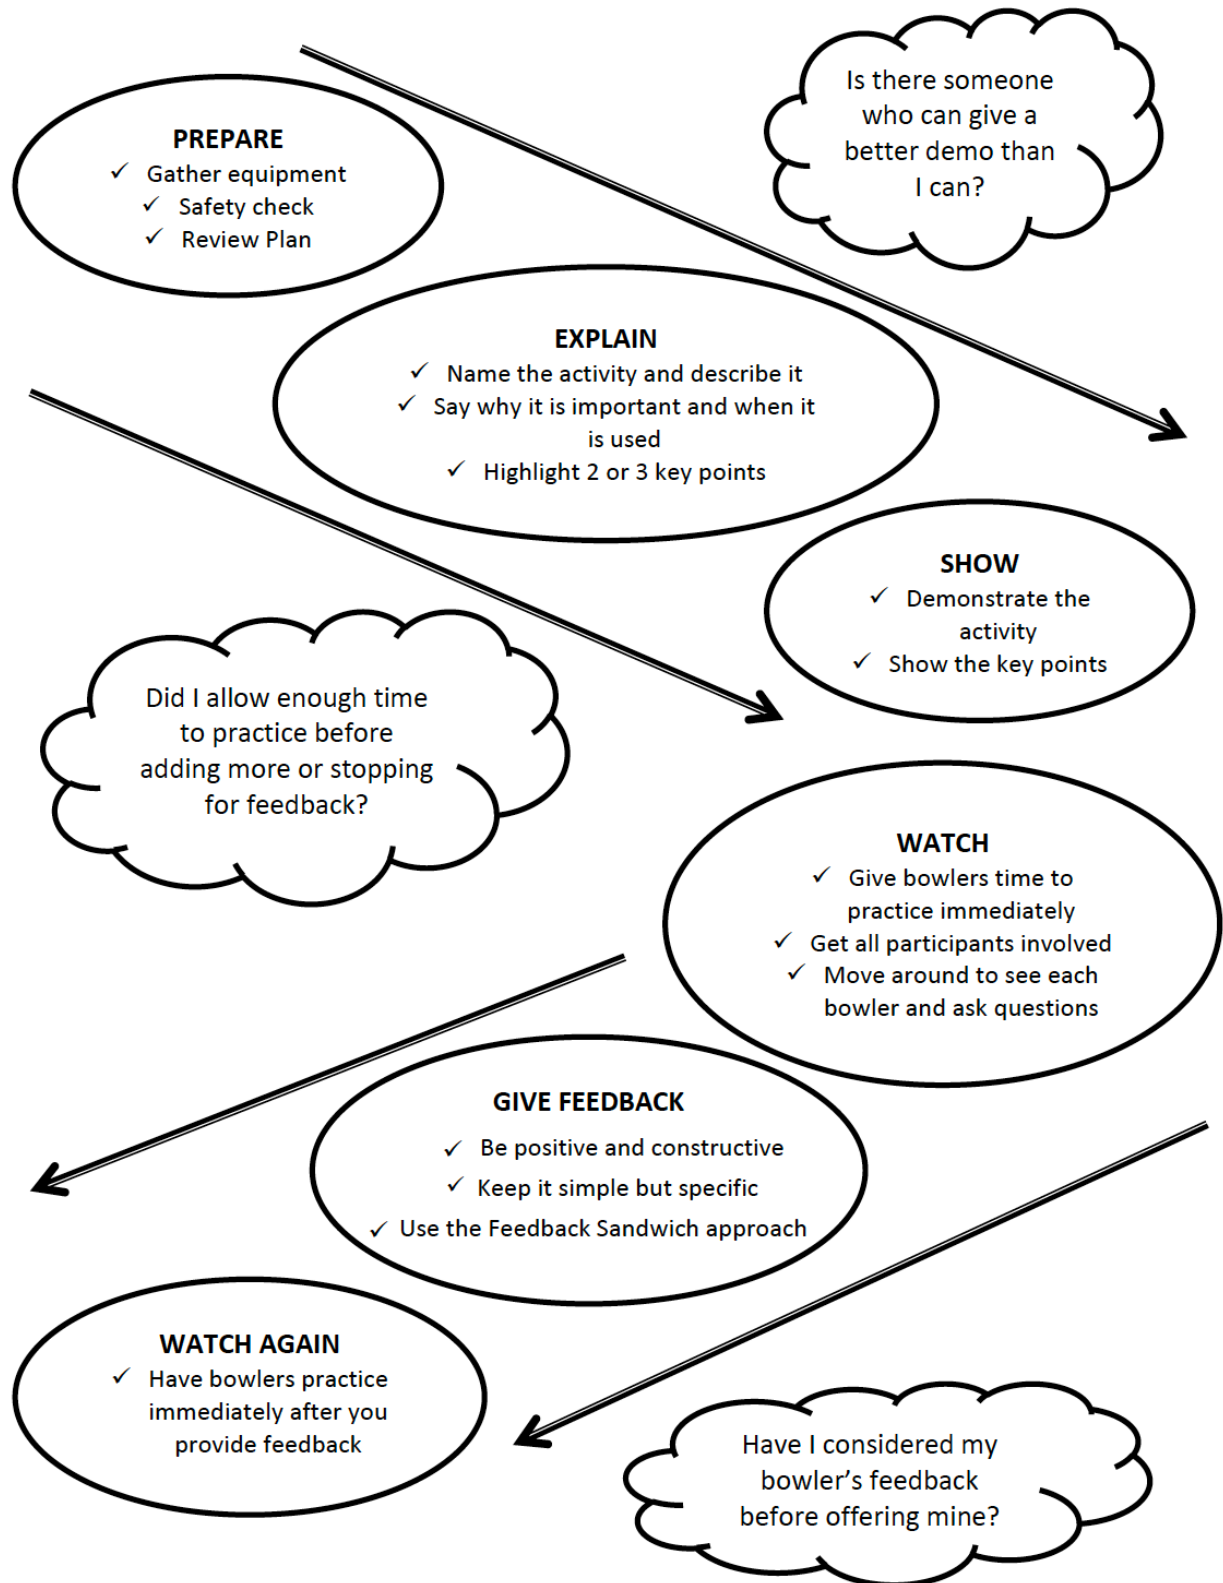 Is there someone
who can give a
better demo than
I can?
PREPARE
✓ Gather equipment
✓ Safety check
✓ Review Plan
EXPLAIN
✓ Name the activity and describe it
✓ Say why it is important and when it
is used
✓ Highlight 2 or 3 key points
SHOW
✓ Demonstrate the
activity
✓ Show the key points
Did I allow enough time
to practice before
adding more or stopping
for feedback?
WATCH
✓ Give bowlers time to
practice immediately
✓ Get all participants involved
✓ Move around to see each
bowler and ask questions
GIVE FEEDBACK
✓ Be positive and constructive
✓ Keep it simple but specific
✓ Use the Feedback Sandwich approach
WATCH AGAIN
✓ Have bowlers practice
immediately after you
provide feedback
Have I considered my
bowler’s feedback
before offering mine?